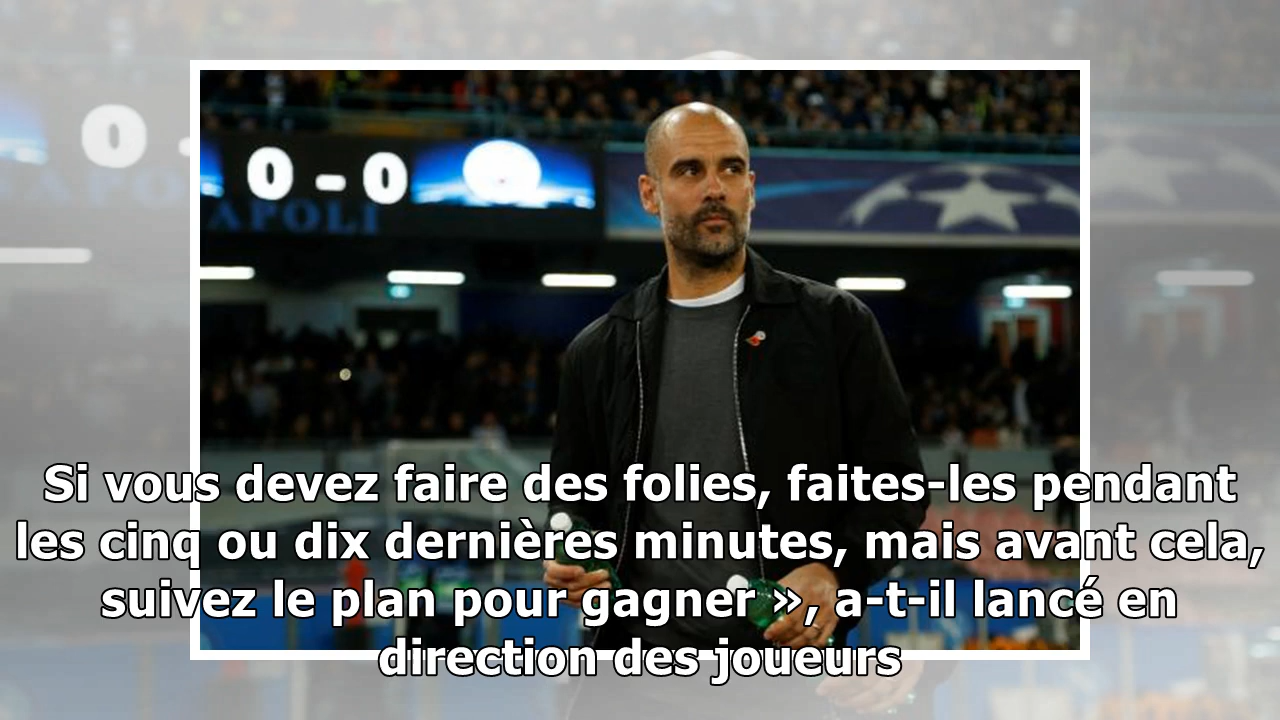 0 - 0
APOLI
Si vous devez faire des folies, faites-les pendant
les cinq ou dix dernières minutes, mais avant cela,
suivez le plan pour gagner », a-t-il lancé en
direction des joueurs